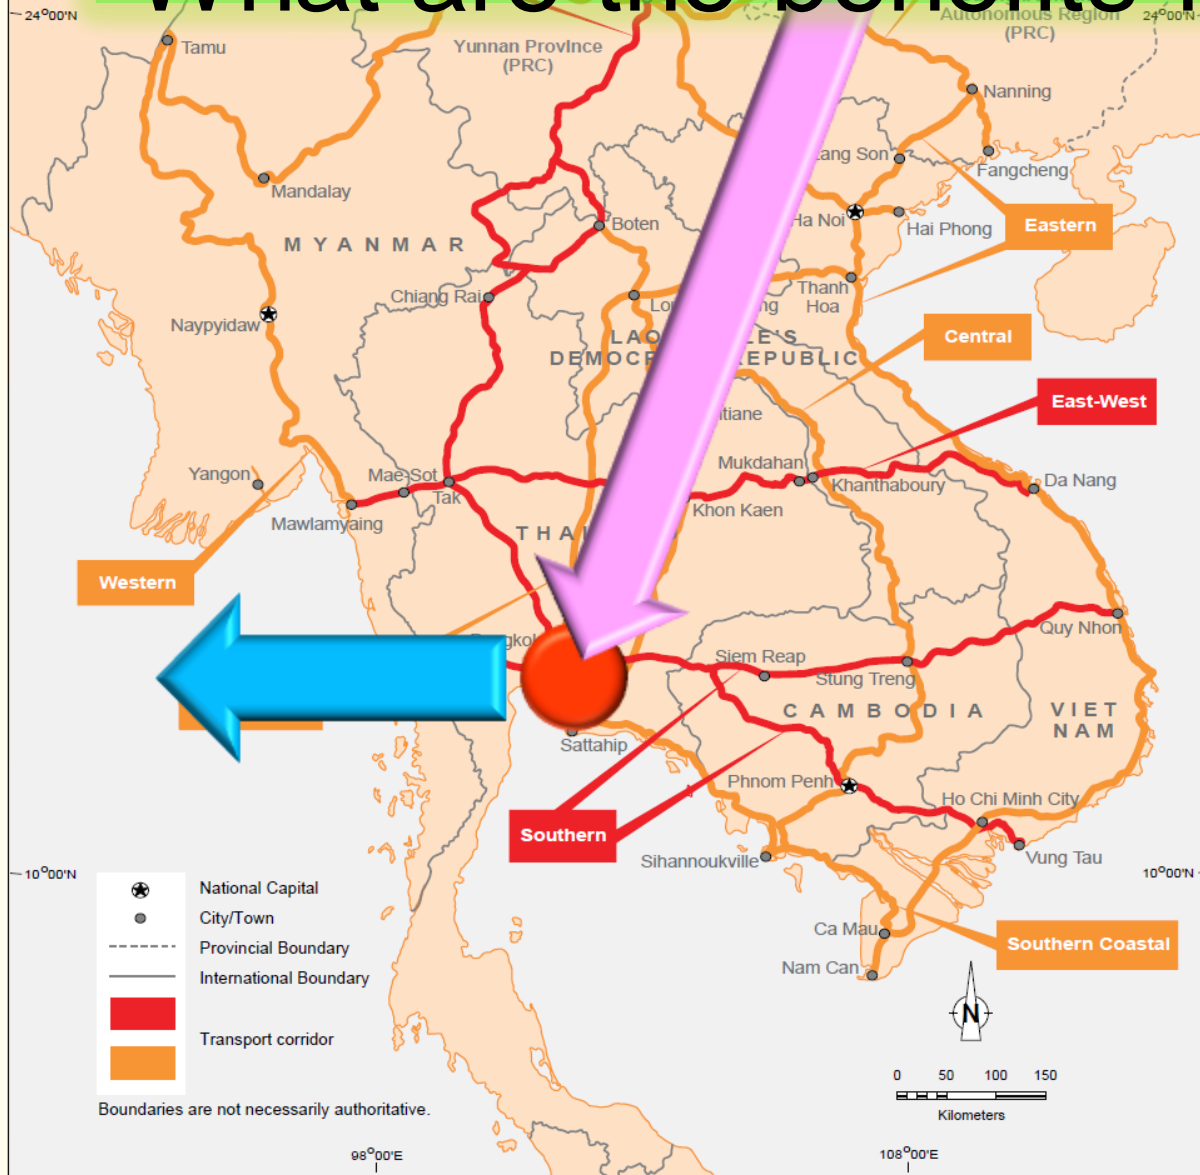 24°00'N
Autonomous Region
(PRC)
24°00'N
Tamu
Yunnan Province
(PRC)
Nanning
Lang Son
Fangcheng
Mandalay
Ha Noi
Hai Phong
Eastern
Boten
MYANMAR
Chiang Rai
Thanh
Hoa
Naypyidaw
Central
East-West
Mukdahan
Yangon
Mae-Sot
Tak
Khanthaboury
Da Nang
Khon Kaen
Mawlamyaing
Western
Quy Nhon
Siem Reap
Stung Treng
CAMBODIA
VIET
NAM
Sattahip
Phnom Penh
Ho Chi Minh City
Southern
Sihannoukville
Vung Tau
10°00'N
10°00'N
National Capital
City/Town
Provincial Boundary
International Boundary
Transport corridor
Boundaries are not necessarily authoritative.
Ca Mau
Southern Coastal
Nam Can
N
0 50 100 150
Kilometers
98°00'E
108°00'E